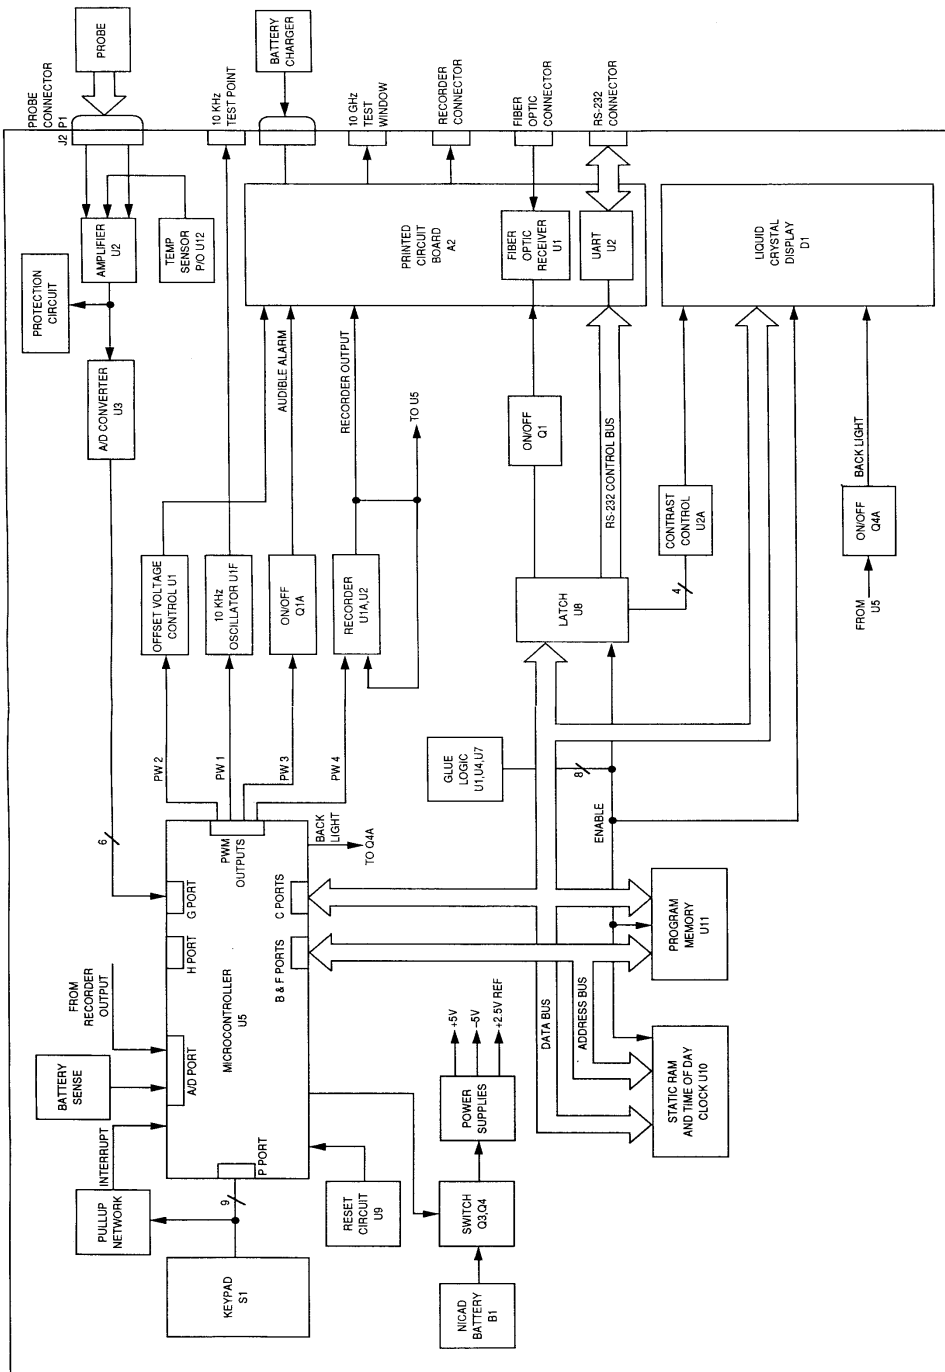 KEYPAD
S1
PULLUP
NETWORK
INTERRUPT
9
P PORT
BATTERY
SENSE
FROM
RECORDER
OUTPUT
A/D PORT
H PORT
G PORT
MICROCONTROLLER
U5
B & F PORTS
C PORTS
PWM
OUTPUTS
BACK
LIGHT
TO Q4A
6
RESET
CIRCUIT
U9
NICAD
BATTERY
B1
SWITCH
Q3,Q4
POWER
SUPPLIES
+5V
-5V
+2.5V REF
PW 2
PW 1
PW 3
PW 4
A/D CONVERTER
U3
PROTECTION
CIRCUIT
AMPLIFIER
U2
TEMP
SENSOR
P/O U12
PROBE
CONNECTOR
J2
P1
PROBE
OFFSET VOLTAGE
CONTROL U1
10 KHz
OSCILLATOR U1F
ON/OFF
Q1A
RECORDER
U1A,U2
AUDIBLE ALARM
RECORDER OUTPUT
TO U5
10 KHz
TEST POINT
BATTERY
CHARGER
10 GHz
TEST
WINDOW
RECORDER
CONNECTOR
FIBER
OPTIC
CONNECTOR
RS-232
CONNECTOR
PRINTED
CIRCUIT
BOARD
A2
FIBER
OPTIC
RECEIVER
U1
UART
U2
ON/OFF
Q1
RS-232 CONTROL BUS
LATCH
U8
GLUE
LOGIC
U1,U4,U7
8
ENABLE
DATA BUS
ADDRESS BUS
STATIC RAM
AND TIME OF DAY
CLOCK U10
PROGRAM
MEMORY
U11
4
CONTRAST
CONTROL
U2A
LIQUID
CRYSTAL
DISPLAY
D1
BACK LIGHT
ON/OFF
Q4A
FROM
U5